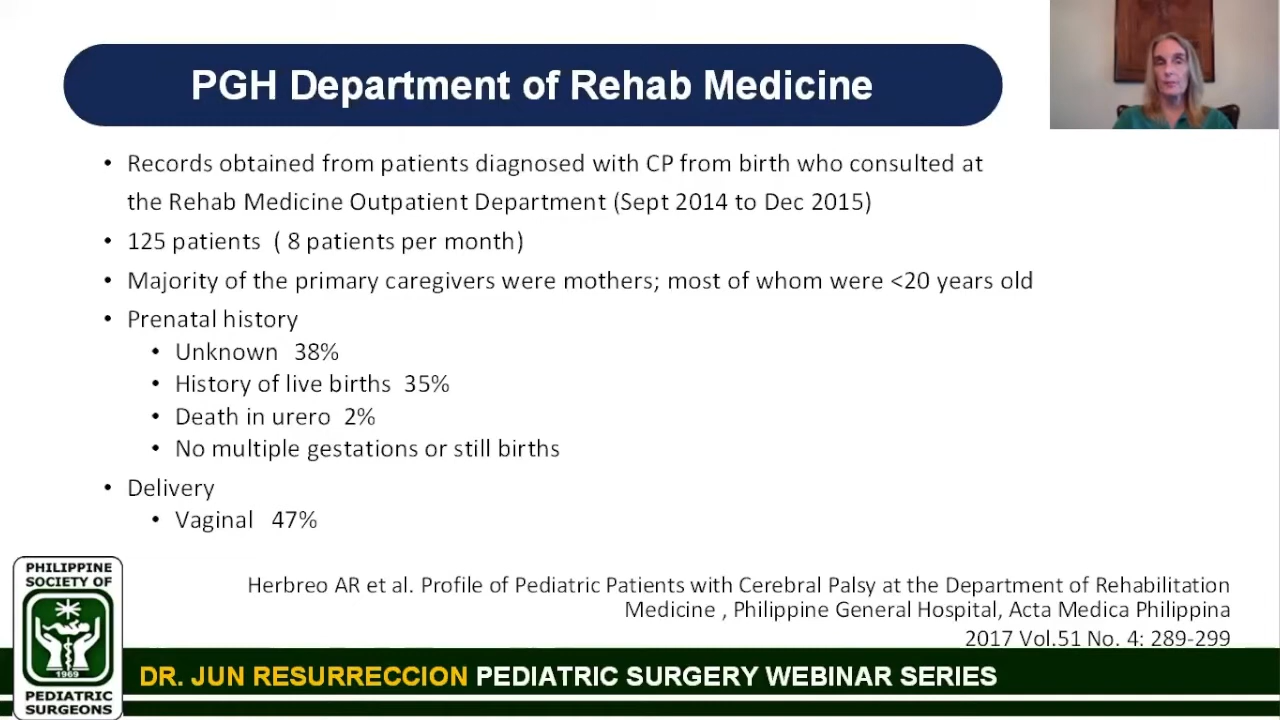 PGH Department of Rehab Medicine
• Records obtained from patients diagnosed with CP from birth who consulted at
the Rehab Medicine Outpatient Department (Sept 2014 to Dec 2015)
• 125 patients ( 8 patients per month)
• Majority of the primary caregivers were mothers; most of whom were <20 years old
• Prenatal history
• Unknown 38%
• History of live births 35%
• Death in urero 2%
• No multiple gestations or still births
• Delivery
• Vaginal 47%
Herbreo AR et al. Profile of Pediatric Patients with Cerebral Palsy at the Department of Rehabilitation
Medicine , Philippine General Hospital, Acta Medica Philippina
2017 Vol.51 No. 4: 289-299
PHILIPPINE
SOCIETY OF
1969
PEDIATRIC
SURGEONS
DR. JUN RESURRECCION PEDIATRIC SURGERY WEBINAR SERIES